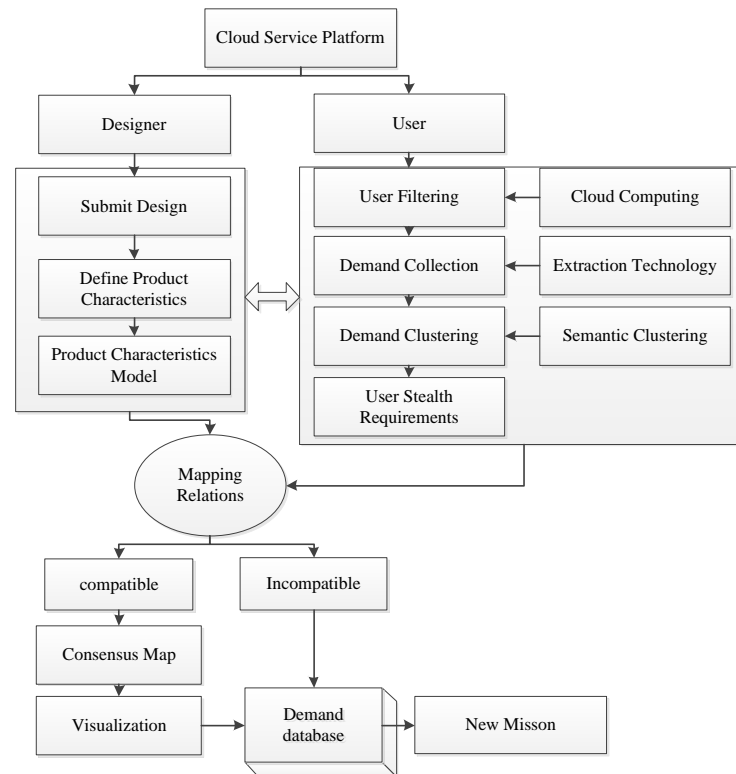 Cloud Service Platform
Designer
User
Submit Design
User Filtering
Cloud Computing
Define Product
Characteristics
Demand Collection
Extraction Technology
Product Characteristics
Model
Demand Clustering
Semantic Clustering
User Stealth
Requirements
Mapping
Relations
compatible
Incompatible
Consensus Map
Visualization
Demand
database
New Misson